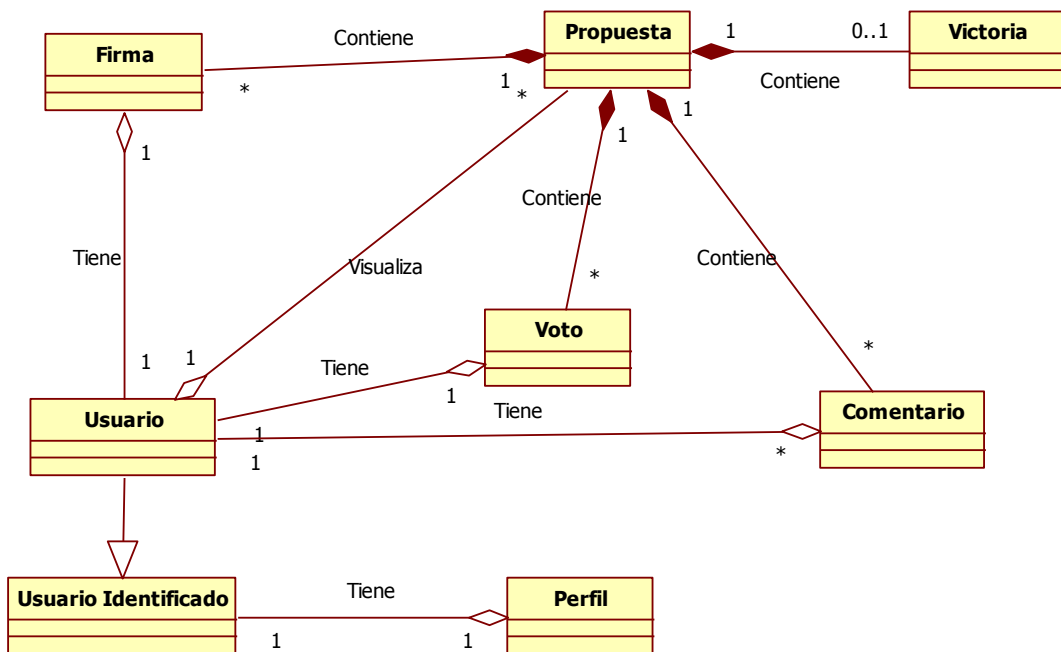 Firma
Contiene
Propuesta
1
0..1
Victoria
Contiene
*
1
*
1
1
1
Contiene
Tiene
Visualiza
Contiene
*
Voto
1
1
Tiene
*
1
Tiene
Usuario
Comentario
1
1
*
Usuario Identificado
Tiene
Perfil
1
1